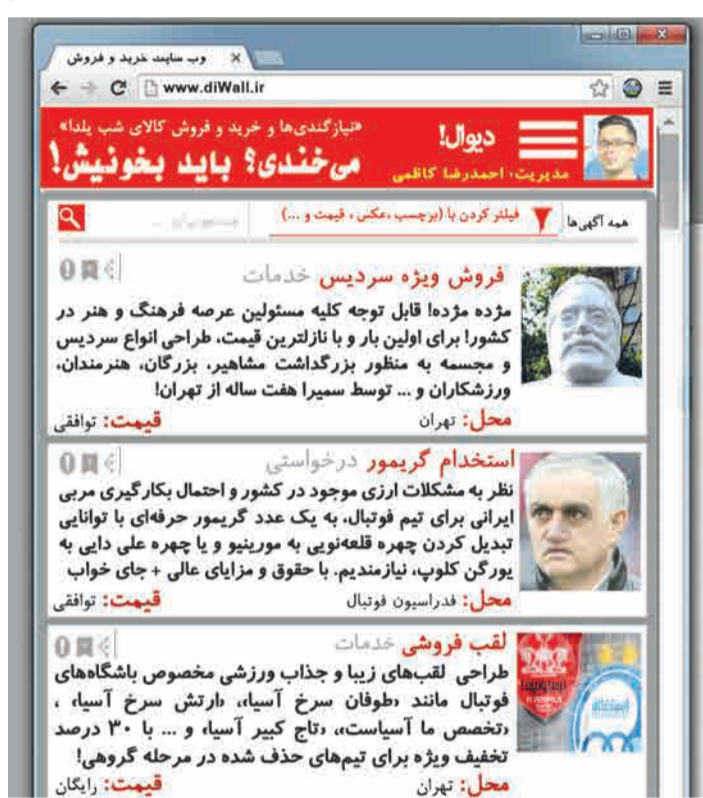 وب سایت خرید و فروش
www.diWall.ir
دیوال!
مدیریت: احمدرضا کاظمی
«نیازگندی‌ها و خرید و فروش کالای شب یلدا»
می‌خندی؟ باید بخونیش!
همه آگهی‌ها
فیلتر کردن با (برچسب ،عکس ، قیمت و ...)
فروش ویژه سردیس خدمات
مژده مژده! قابل توجه کلیه مسئولین عرصه فرهنگ و هنر در
کشور! برای اولین بار و با نازلترین قیمت، طراحی انواع سردیس
و مجسمه به منظور بزرگداشت مشاهیر، بزرگان، هنرمندان،
ورزشکاران و ... توسط سمیرا هفت ساله از تهران!
محل: تهران
قیمت: توافقی
استخدام گریمور درخواستی
نظر به مشکلات ارزی موجود در کشور و احتمال بکارگیری مربی
ایرانی برای تیم فوتبال، به یک عدد گریمور حرفه‌ای با توانایی
تبدیل کردن چهره قلعه‌نویی به مورینیو و یا چهره علی دایی به
یورگن کلوپ، نیازمندیم. با حقوق و مزایای عالی + جای خواب
محل: فدراسیون فوتبال
قیمت: توافقی
لقب فروشی خدمات
طراحی لقب‌های زیبا و جذاب ورزشی مخصوص باشگاه‌های
فوتبال مانند «طوفان سرخ آسیا»، «ارتش سرخ آسیا» ،
«تخصص ما آسیاست»، «تاج کبیر آسیا» و ... با ۳۰ درصد
تخفیف ویژه برای تیم‌های حذف شده در مرحله گروهی!
محل: تهران
قیمت: رایگان